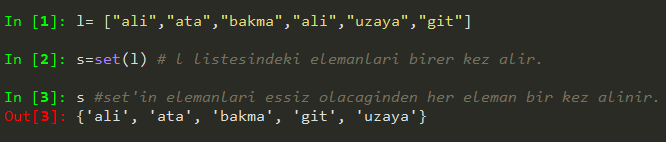 In [1]: l= ["ali","ata","bakma","ali","uzaya","git"]
In [2]: s=set(l) # l listesindeki elemanlari birer kez alir.
In [3]: s #set'in elemanlari essiz olacaginden her eleman bir kez alinir.
Out[3]: {'ali', 'ata', 'bakma', 'git', 'uzaya'}